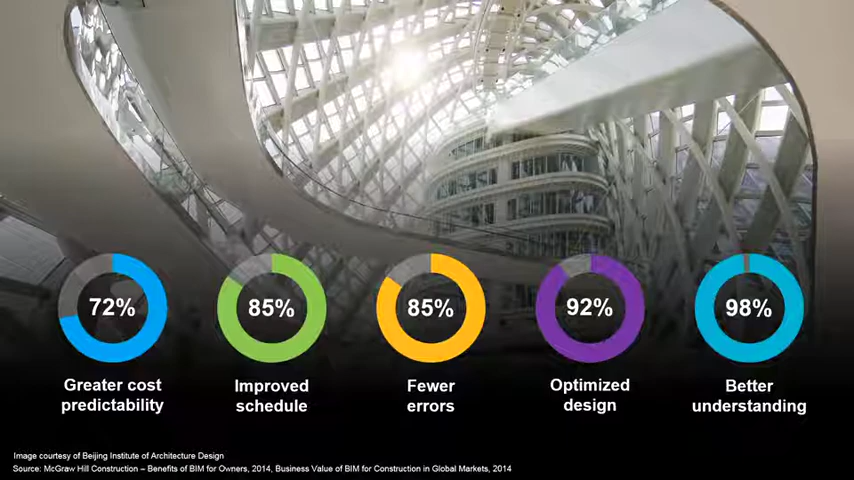 72%
85%
85%
92%
98%
Greater cost
predictability
Improved
schedule
Fewer
errors
Optimized
design
Better
understanding
Image courtesy of Beijing Institute of Architecture Design
Source: McGraw Hill Construction – Benefits of BIM for Owners, 2014, Business Value of BIM for Construction in Global Markets, 2014